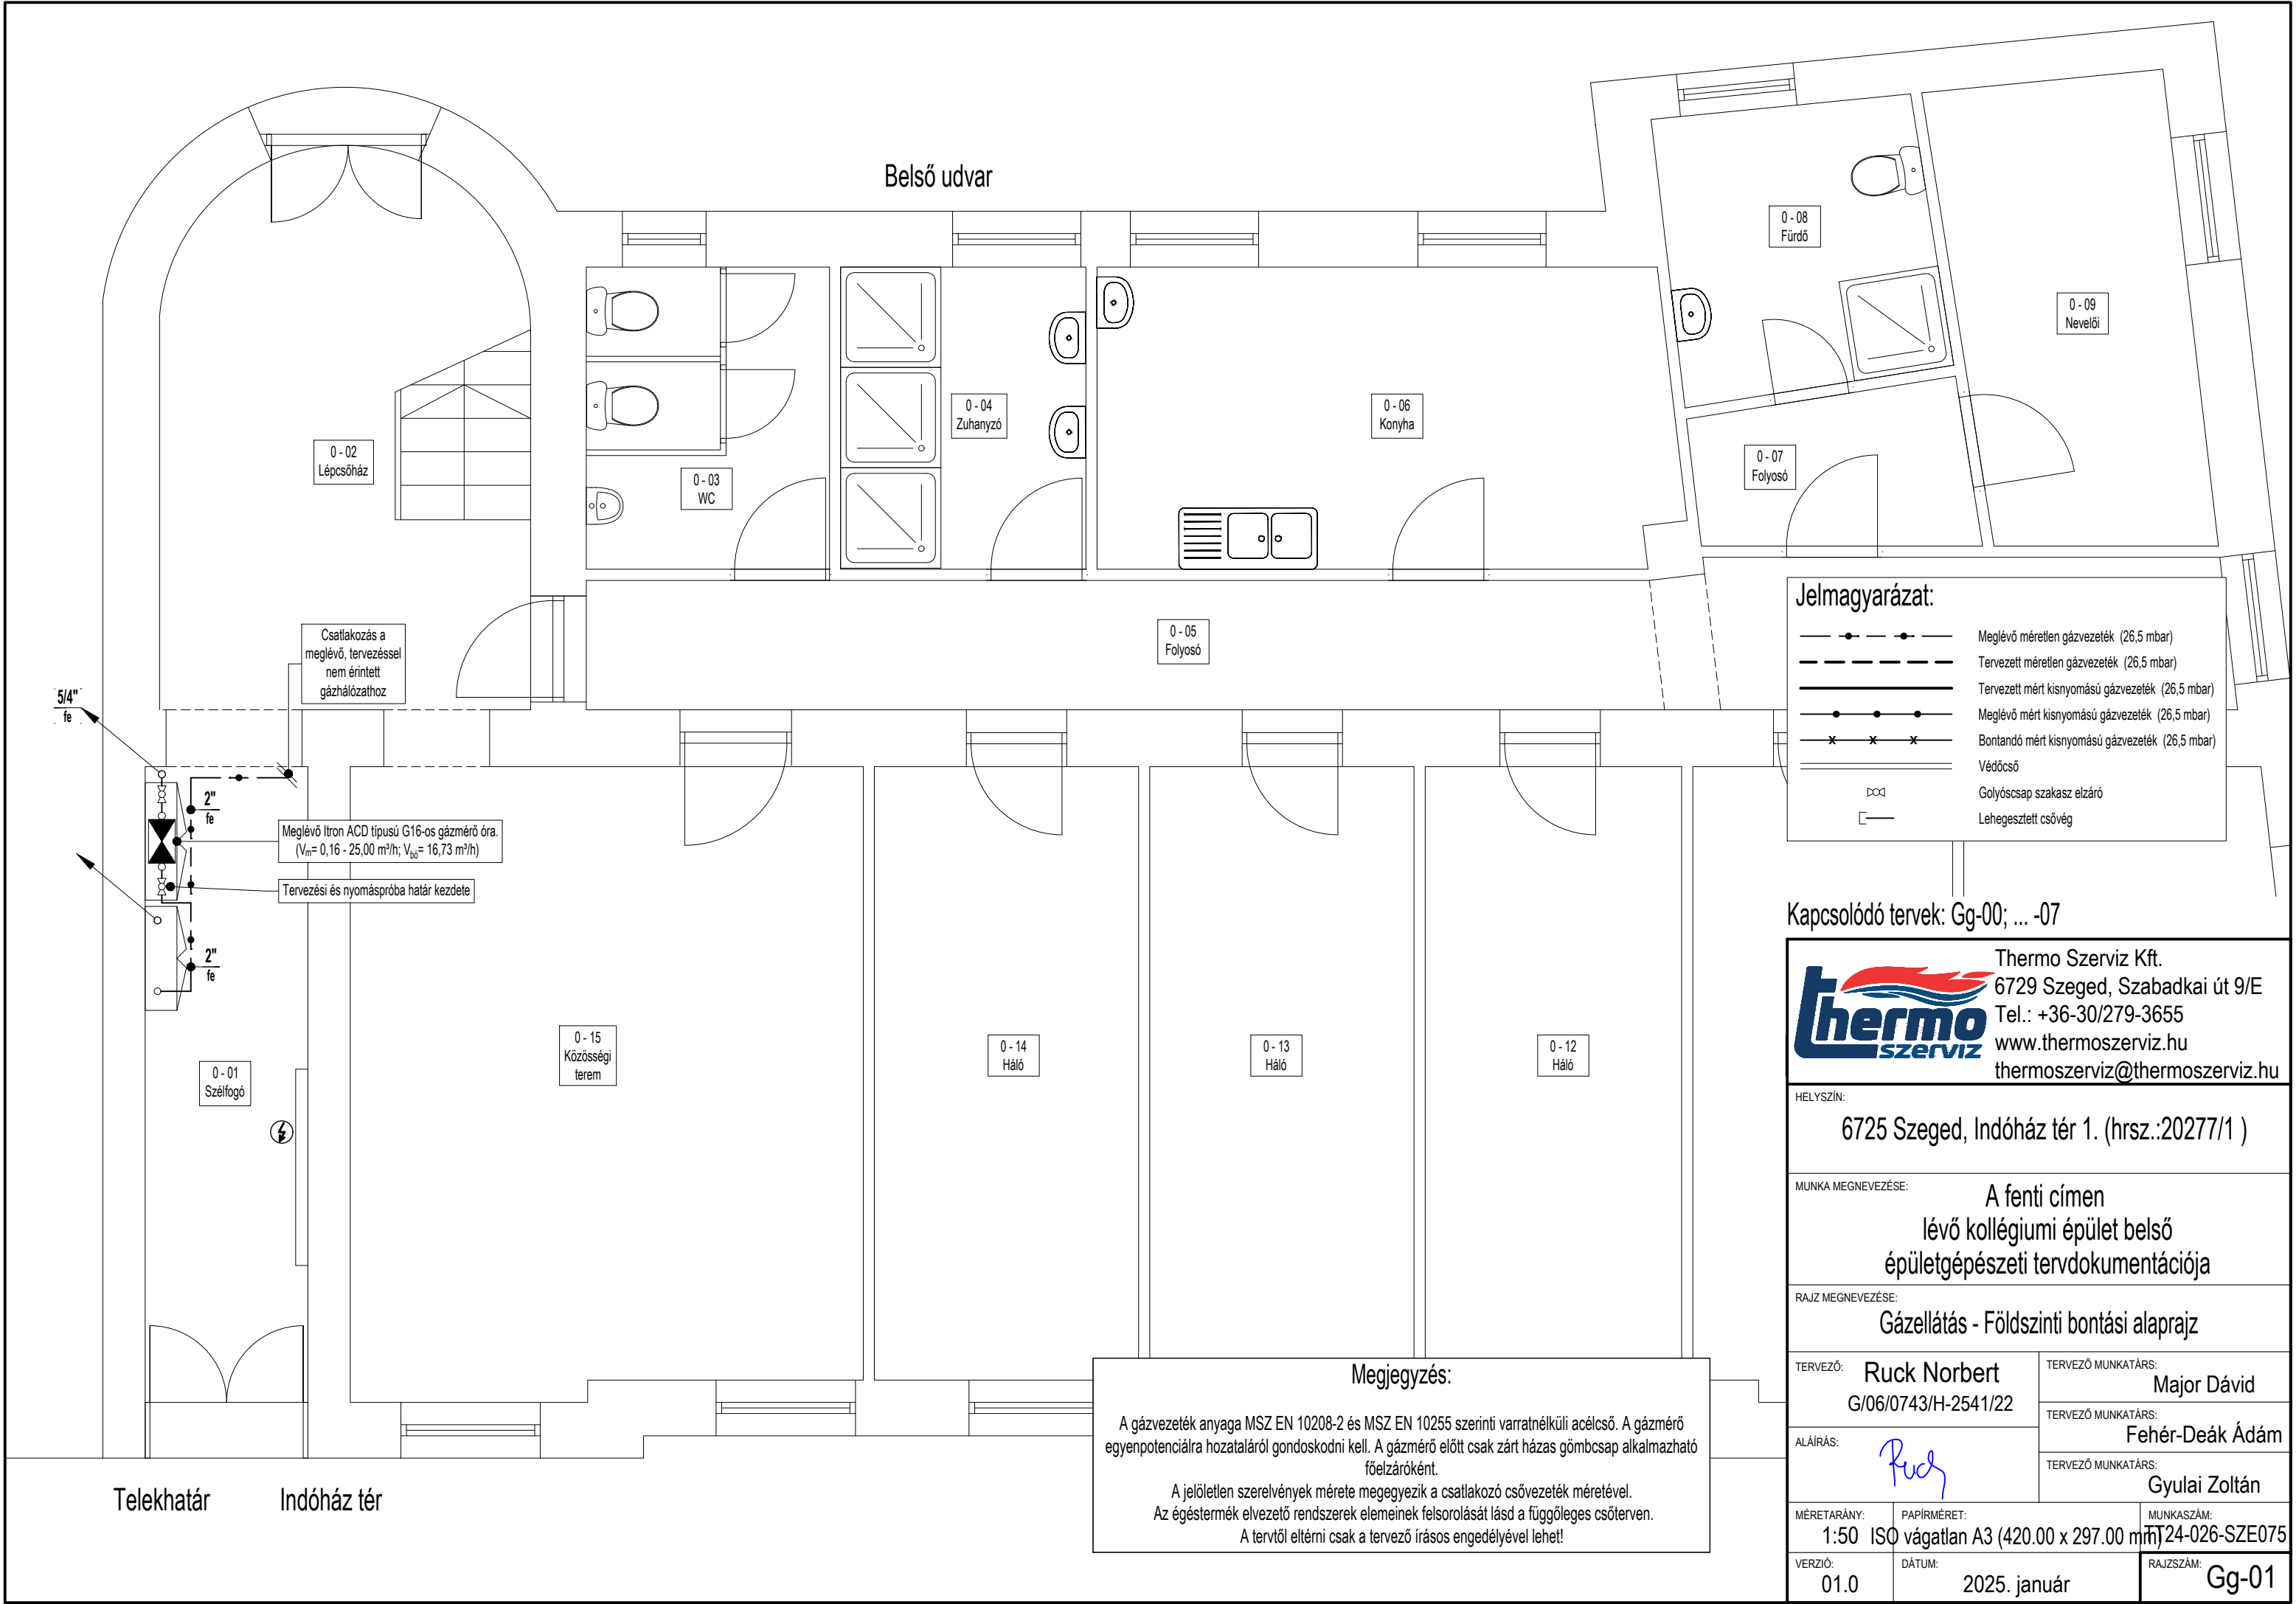 Belső udvar
0 - 08
Fürdő
0 - 09
Nevelői
0 - 04
Zuhanyzó
0 - 06
Konyha
0 - 02
Lépcsőház
0 - 03
WC
0 - 07
Folyosó
0 - 05
Folyosó
Csatlakozás a
meglévő, tervezéssel
nem érintett
gázhálózathoz
5/4"
fe
2"
fe
Meglévő Itron ACD típusú G16-os gázmérő óra.
(Vm= 0,16 - 25,00 m³/h; Vbó= 16,73 m³/h)
Tervezési és nyomáspróba határ kezdete
2"
fe
0 - 01
Szélfogó
0 - 15
Közösségi
terem
0 - 14
Háló
0 - 13
Háló
0 - 12
Háló
Telekhatár
Indóház tér
Jelmagyarázat:
Meglévő méretlen gázvezeték (26,5 mbar)
Tervezett méretlen gázvezeték (26,5 mbar)
Tervezett mért kisnyomású gázvezeték (26,5 mbar)
Meglévő mért kisnyomású gázvezeték (26,5 mbar)
x x x Bontandó mért kisnyomású gázvezeték (26,5 mbar)
Védőcső
Golyóscsap szakasz elzáró
Lehegesztett csővég
Megjegyzés:
A gázvezeték anyaga MSZ EN 10208-2 és MSZ EN 10255 szerinti varratnélküli acélcső. A gázmérő
egyenpotenciálra hozataláról gondoskodni kell. A gázmérő előtt csak zárt házas gömbcsap alkalmazható
főelzáróként.
A jelöletlen szerelvények mérete megegyezik a csatlakozó csővezeték méretével.
Az égéstermék elvezető rendszerek elemeinek felsorolását lásd a függőleges csőterven.
A tervtől eltérni csak a tervező írásos engedélyével lehet!
Kapcsolódó tervek: Gg-00; ... -07
thermo
szerviz
Thermo Szerviz Kft.
6729 Szeged, Szabadkai út 9/E
Tel.: +36-30/279-3655
www.thermoszerviz.hu
thermoszerviz@thermoszerviz.hu
HELYSZÍN:
6725 Szeged, Indóház tér 1. (hrsz.:20277/1 )
MUNKA MEGNEVEZÉSE:
A fenti címen
lévő kollégiumi épület belső
épületgépészeti tervdokumentációja
RAJZ MEGNEVEZÉSE:
Gázellátás - Földszinti bontási alaprajz
TERVEZŐ:
Ruck Norbert
G/06/0743/H-2541/22
ALÁÍRÁS:
Ruck
TERVEZŐ MUNKATÁRS:
Major Dávid
TERVEZŐ MUNKATÁRS:
Fehér-Deák Ádám
TERVEZŐ MUNKATÁRS:
Gyulai Zoltán
MÉRETARÁNY:
1:50
PAPÍRMÉRET:
ISO vágatlan A3 (420.00 x 297.00 mm)
MUNKASZÁM:
TT24-026-SZE075
VERZIÓ:
01.0
DÁTUM:
2025. január
RAJZSZÁM:
Gg-01